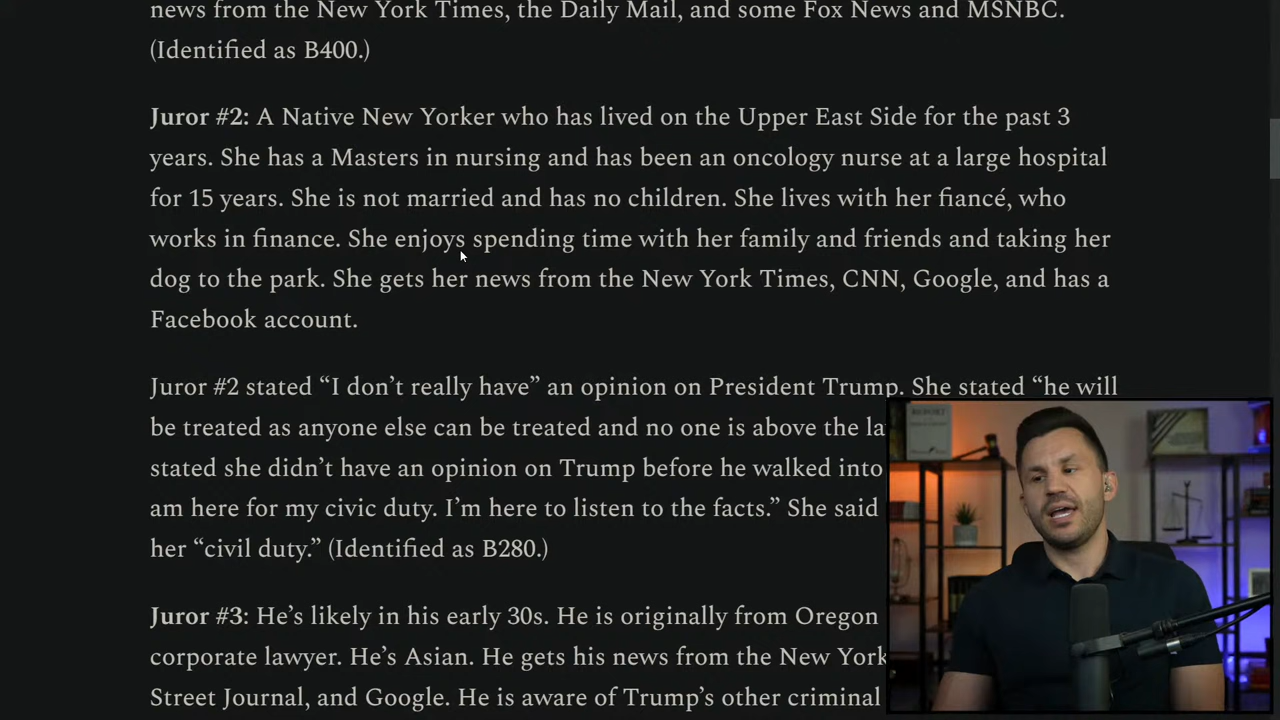 news from the New York Times, the Daily Mail, and some Fox News and MSNBC.
(Identified as B400.)
Juror #2: A Native New Yorker who has lived on the Upper East Side for the past 3
years. She has a Masters in nursing and has been an oncology nurse at a large hospital
for 15 years. She is not married and has no children. She lives with her fiancé, who
works in finance. She enjoys spending time with her family and friends and taking her
dog to the park. She gets her news from the New York Times, CNN, Google, and has a
Facebook account.
Juror #2 stated “I don’t really have” an opinion on President Trump. She stated “he will
be treated as anyone else can be treated and no one is above the la
stated she didn’t have an opinion on Trump before he walked into
am here for my civic duty. I’m here to listen to the facts.” She said
her “civil duty.” (Identified as B280.)
Juror #3: He’s likely in his early 30s. He is originally from Oregon
corporate lawyer. He’s Asian. He gets his news from the New York
Street Journal, and Google. He is aware of Trump’s other criminal